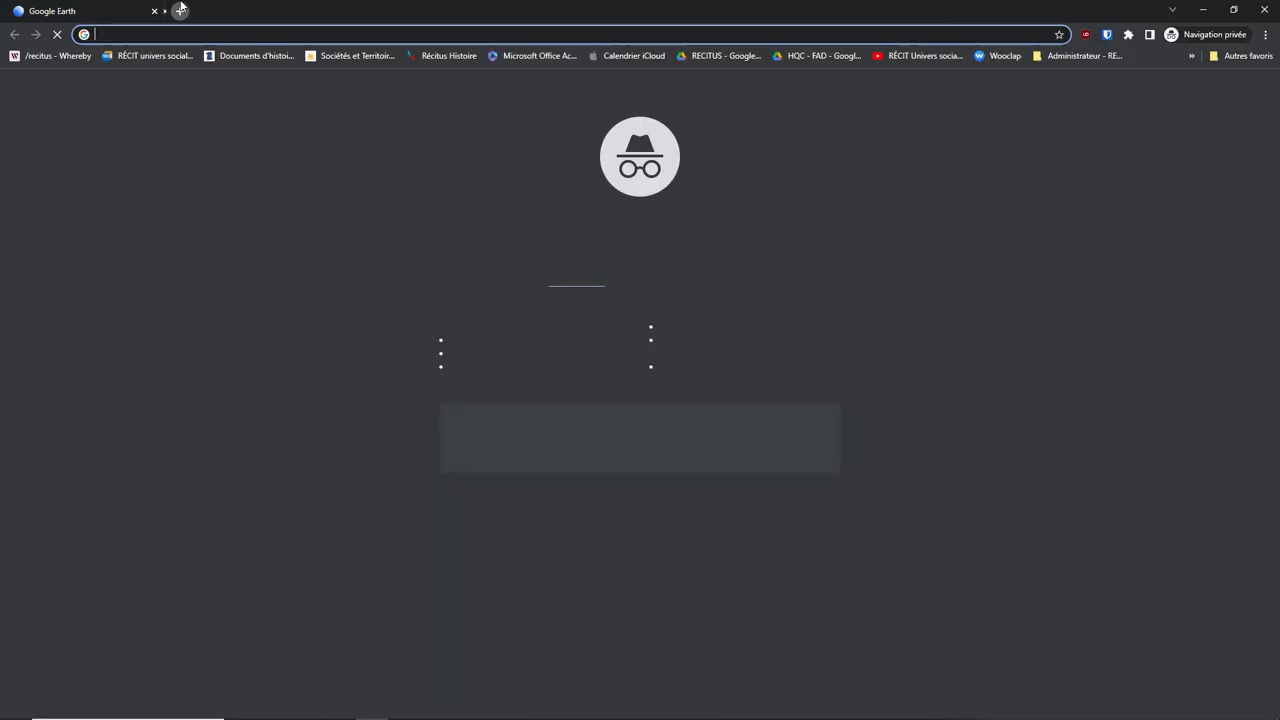 Google Earth
Navigation privée
/recitus - Whereby
RÉCIT univers social...
Documents d'histoi...
Sociétés et Territoir...
Récitus Histoire
Microsoft Office Ac...
Calendrier iCloud
RECITUS - Google...
HQC - FAD - Googl...
RÉCIT Univers socia...
Wooclap
Administrateur - RE...
»
Autres favoris